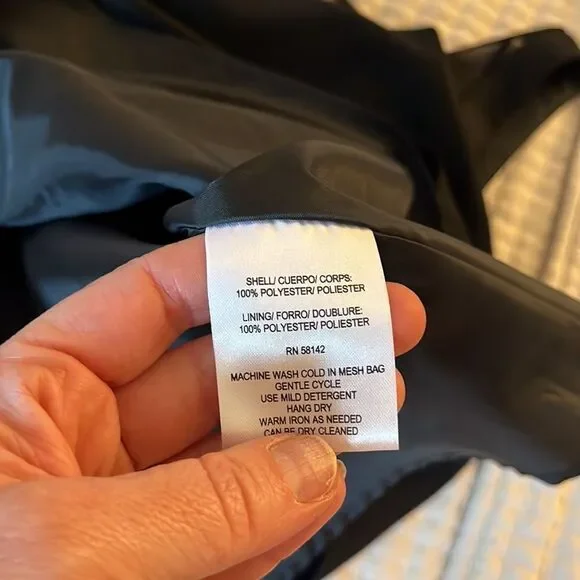 SHELL/ CUERPO/ CORPS:
100% POLYESTER/ POLIESTER
LINING/ FORRO/ DOUBLURE:
100% POLYESTER/ POLIESTER
RN 58142
MACHINE WASH COLD IN MESH BAG
GENTLE CYCLE
USE MILD DETERGENT
HANG DRY
WARM IRON AS NEEDED
CAN BE DRY CLEANED